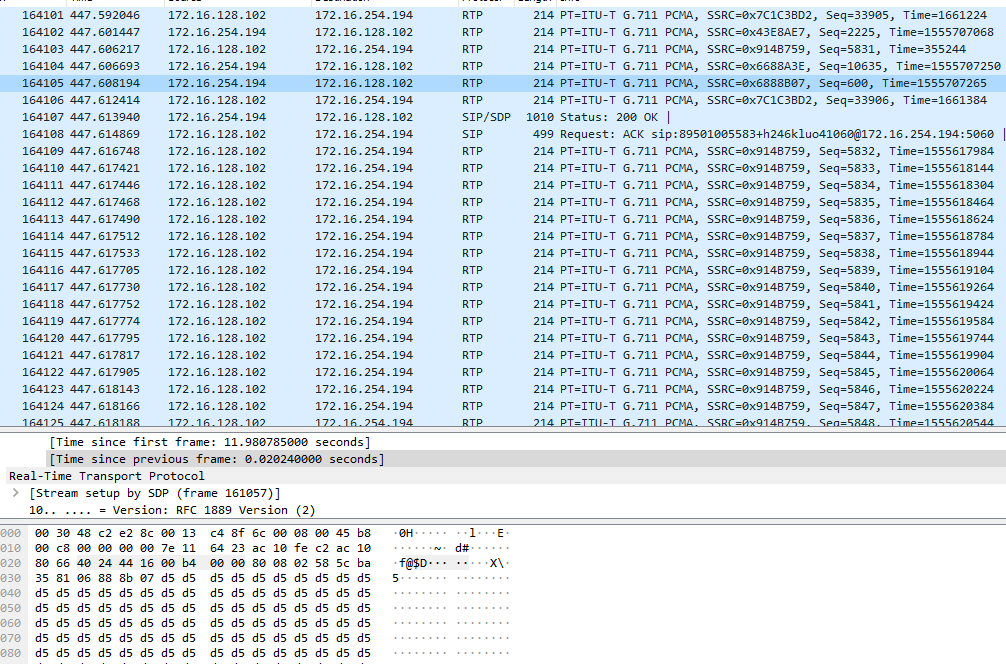 164101 447.592046 172.16.128.102 172.16.254.194 RTP 214 PT=ITU-T G.711 PCMA, SSRC=0x7C1C3BD2, Seq=33905, Time=1661224
164102 447.601447 172.16.254.194 172.16.128.102 RTP 214 PT=ITU-T G.711 PCMA, SSRC=0x43E8AE7, Seq=2225, Time=1555707068
164103 447.606217 172.16.128.102 172.16.254.194 RTP 214 PT=ITU-T G.711 PCMA, SSRC=0x914B759, Seq=5831, Time=355244
164104 447.606693 172.16.254.194 172.16.128.102 RTP 214 PT=ITU-T G.711 PCMA, SSRC=0x6688A3E, Seq=10635, Time=1555707250
164105 447.608194 172.16.254.194 172.16.128.102 RTP 214 PT=ITU-T G.711 PCMA, SSRC=0x6888B07, Seq=600, Time=1555707265
164106 447.612414 172.16.128.102 172.16.254.194 RTP 214 PT=ITU-T G.711 PCMA, SSRC=0x7C1C3BD2, Seq=33906, Time=1661384
164107 447.613940 172.16.254.194 172.16.128.102 SIP/SDP 1010 Status: 200 OK |
164108 447.614869 172.16.128.102 172.16.254.194 SIP 499 Request: ACK sip:89501005583+h246kluo41060@172.16.254.194:5060 |
164109 447.616748 172.16.128.102 172.16.254.194 RTP 214 PT=ITU-T G.711 PCMA, SSRC=0x914B759, Seq=5832, Time=1555617984
164110 447.617421 172.16.128.102 172.16.254.194 RTP 214 PT=ITU-T G.711 PCMA, SSRC=0x914B759, Seq=5833, Time=1555618144
164111 447.617446 172.16.128.102 172.16.254.194 RTP 214 PT=ITU-T G.711 PCMA, SSRC=0x914B759, Seq=5834, Time=1555618304
164112 447.617468 172.16.128.102 172.16.254.194 RTP 214 PT=ITU-T G.711 PCMA, SSRC=0x914B759, Seq=5835, Time=1555618464
164113 447.617490 172.16.128.102 172.16.254.194 RTP 214 PT=ITU-T G.711 PCMA, SSRC=0x914B759, Seq=5836, Time=1555618624
164114 447.617512 172.16.128.102 172.16.254.194 RTP 214 PT=ITU-T G.711 PCMA, SSRC=0x914B759, Seq=5837, Time=1555618784
164115 447.617533 172.16.128.102 172.16.254.194 RTP 214 PT=ITU-T G.711 PCMA, SSRC=0x914B759, Seq=5838, Time=1555618944
164116 447.617705 172.16.128.102 172.16.254.194 RTP 214 PT=ITU-T G.711 PCMA, SSRC=0x914B759, Seq=5839, Time=1555619104
164117 447.617730 172.16.128.102 172.16.254.194 RTP 214 PT=ITU-T G.711 PCMA, SSRC=0x914B759, Seq=5840, Time=1555619264
164118 447.617752 172.16.128.102 172.16.254.194 RTP 214 PT=ITU-T G.711 PCMA, SSRC=0x914B759, Seq=5841, Time=1555619424
164119 447.617774 172.16.128.102 172.16.254.194 RTP 214 PT=ITU-T G.711 PCMA, SSRC=0x914B759, Seq=5842, Time=1555619584
164120 447.617795 172.16.128.102 172.16.254.194 RTP 214 PT=ITU-T G.711 PCMA, SSRC=0x914B759, Seq=5843, Time=1555619744
164121 447.617817 172.16.128.102 172.16.254.194 RTP 214 PT=ITU-T G.711 PCMA, SSRC=0x914B759, Seq=5844, Time=1555619904
164122 447.617905 172.16.128.102 172.16.254.194 RTP 214 PT=ITU-T G.711 PCMA, SSRC=0x914B759, Seq=5845, Time=1555620064
164123 447.618143 172.16.128.102 172.16.254.194 RTP 214 PT=ITU-T G.711 PCMA, SSRC=0x914B759, Seq=5846, Time=1555620224
164124 447.618166 172.16.128.102 172.16.254.194 RTP 214 PT=ITU-T G.711 PCMA, SSRC=0x914B759, Seq=5847, Time=1555620384
164125 447.618188 172.16.128.102 172.16.254.194 RTP 214 PT=ITU-T G.711 PCMA, SSRC=0x914B759, Seq=5848, Time=1555620544
[Time since first frame: 11.980785000 seconds]
[Time since previous frame: 0.020240000 seconds]
Real-Time Transport Protocol
[Stream setup by SDP (frame 161057)]
10.. .... = Version: RFC 1889 Version (2)
000 00 30 48 c2 e2 8c 00 13 c4 8f 6c 00 08 00 45 b8 ·0H····· ··l···E·
010 00 c8 00 00 00 00 7e 11 64 23 ac 10 fe c2 ac 10 ······~· d#······
020 80 66 40 24 44 16 00 b4 00 00 80 08 02 58 5c ba ·f@$D··· ·····X\·
030 35 81 06 88 8b 07 d5 d5 d5 d5 d5 d5 d5 d5 d5 d5 5······· ········
040 d5 d5 d5 d5 d5 d5 d5 d5 d5 d5 d5 d5 d5 d5 d5 d5 ········ ········
050 d5 d5 d5 d5 d5 d5 d5 d5 d5 d5 d5 d5 d5 d5 d5 d5 ········ ········
060 d5 d5 d5 d5 d5 d5 d5 d5 d5 d5 d5 d5 d5 d5 d5 d5 ········ ········
070 d5 d5 d5 d5 d5 d5 d5 d5 d5 d5 d5 d5 d5 d5 d5 d5 ········ ········
080 d5 d5 d5 d5 d5 d5 d5 d5 d5 d5 d5 d5 d5 d5 d5 d5 ········ ········